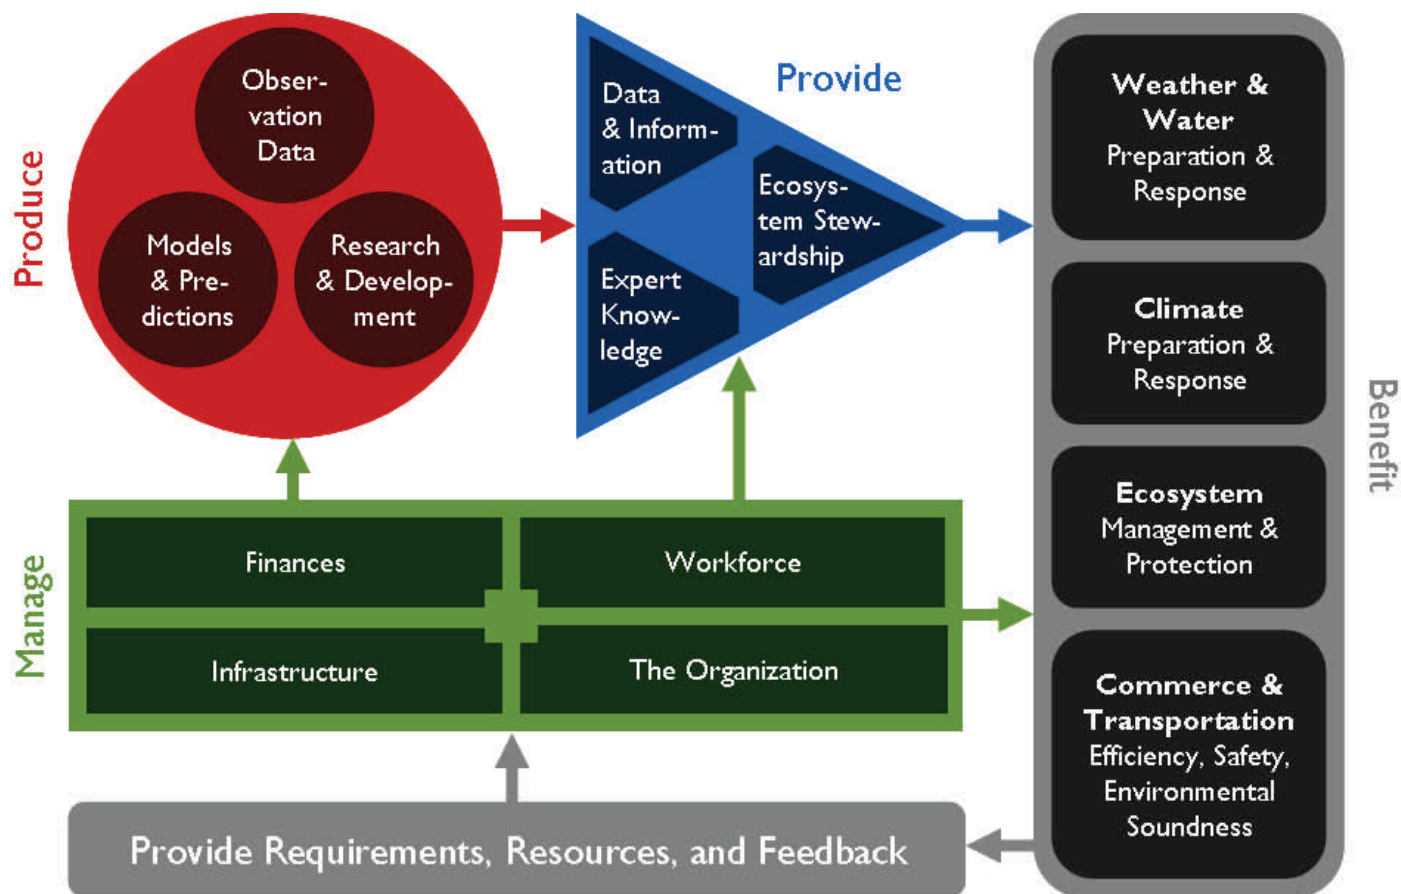 Produce
Obser-
vation
Data
Models
& Pre-
dictions
Research
& Develop-
ment
Provide
Data
& Inform-
ation
Ecosys-
tem Stew-
ardship
Expert
Know-
ledge
Manage
Finances
Workforce
Infrastructure
The Organization
Benefit
Weather &
Water
Preparation &
Response
Climate
Preparation &
Response
Ecosystem
Management &
Protection
Commerce &
Transportation
Efficiency, Safety,
Environmental
Soundness
Provide Requirements, Resources, and Feedback